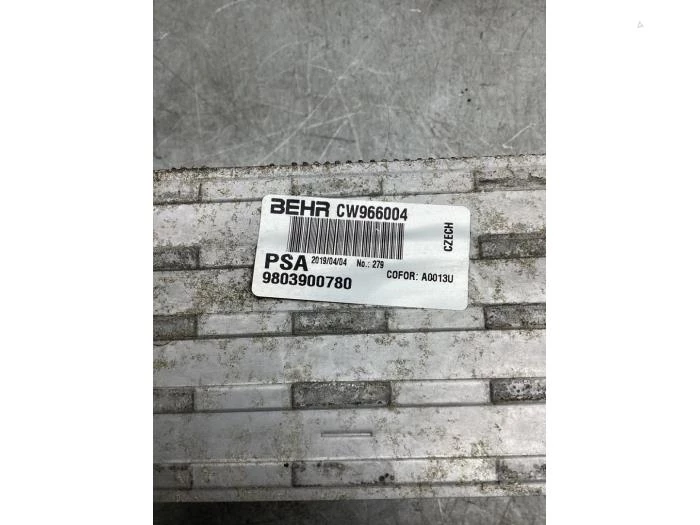 BEHR CW966004
CZECH
PSA 2019/04/04 No.: 279
9803900780 COFOR: A0013U